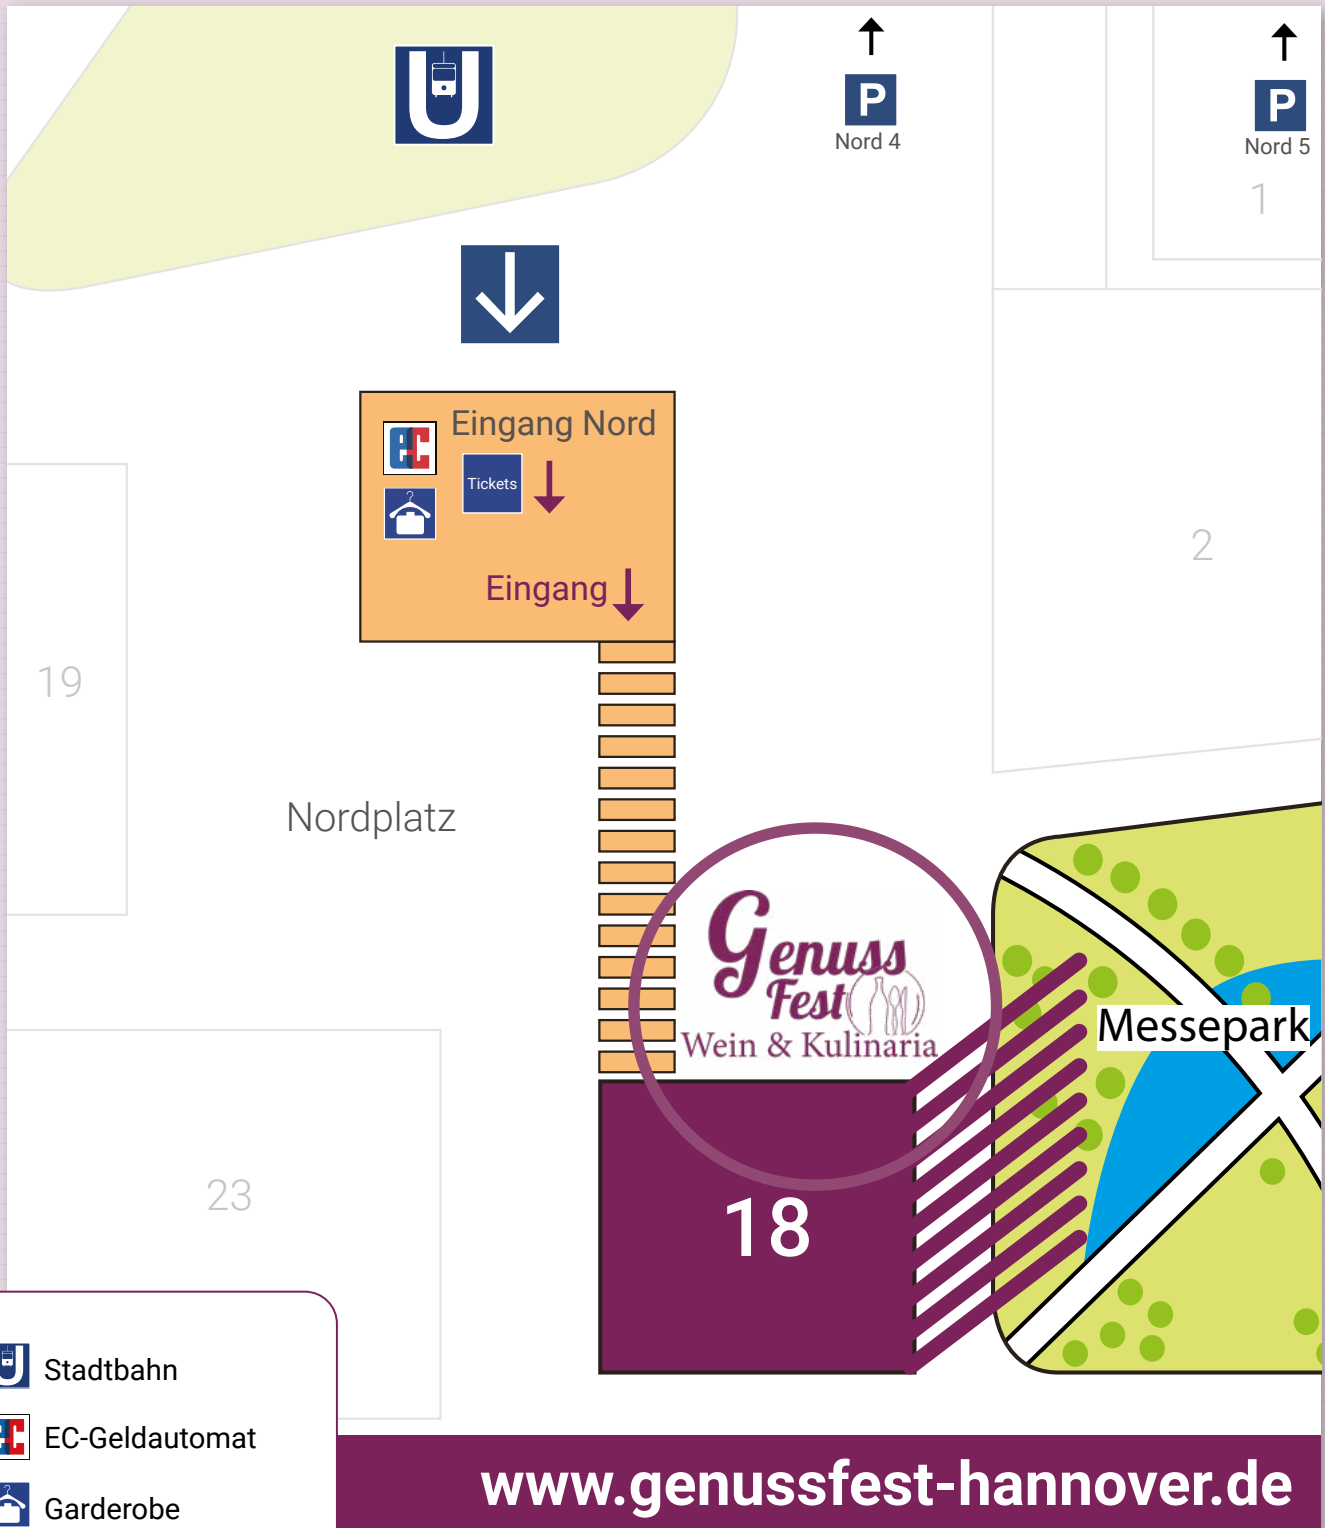 U
P
Nord 4
P
Nord 5
1
Eingang Nord
EC
Tickets
Eingang
2
19
Nordplatz
Genuss
Fest
Wein & Kulinaria
Messepark
18
23
Stadtbahn
EC-Geldautomat
Garderobe
www.genussfest-hannover.de